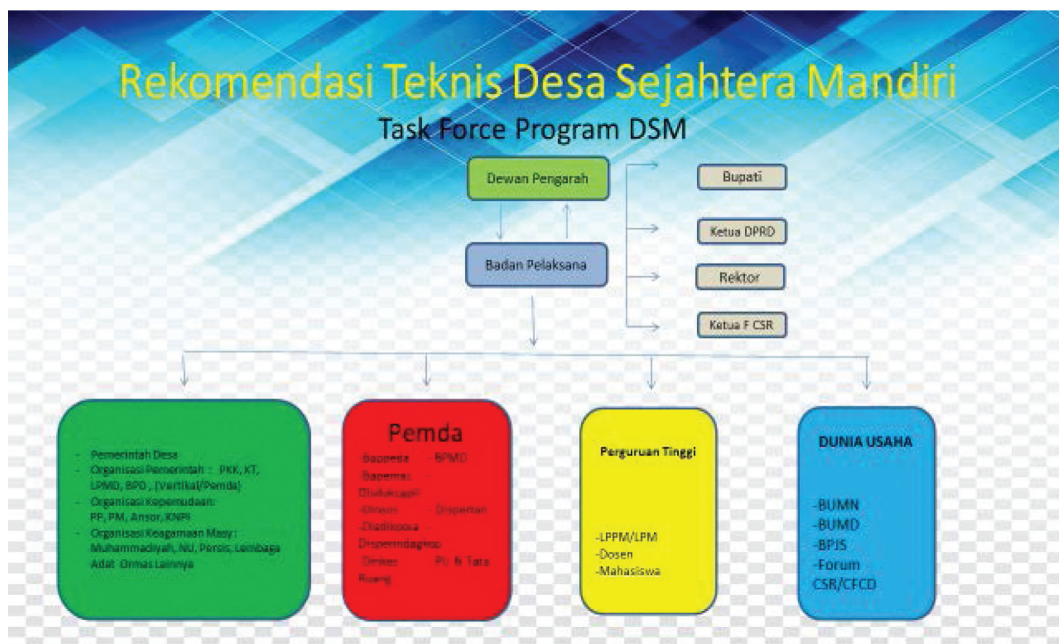 Rekomendasi Teknis Desa Sejahtera Mandiri
Task Force Program DSM
Dewan Pengarah
Badan Pelaksana
Bupati
Ketua DPRD
Rektor
Ketua F CSR
- Pemerintah Desa
- Organisasi Pemerintah : PKK, KT,
LPMD, BPD , (Vertikal/Pemda)
- Organisasi Kepemudaan:
PP, PM, Ansor, KNPI
- Organisasi Keagamaan Masy:
Muhammadiyah, NU, Persis, Lembaga
Adat Ormas Lainnya
Pemda
-Bappeda - BPMD
-Dinsos - Dispertan
Disperindagkop
-Dinkes - PU & Tata
Ruang
Perguruan Tinggi
-LPPM/LPM
-Dosen
-Mahasiswa
DUNIA USAHA
-BUMN
-BUMD
-BPJS
-Forum
CSR/CFCD